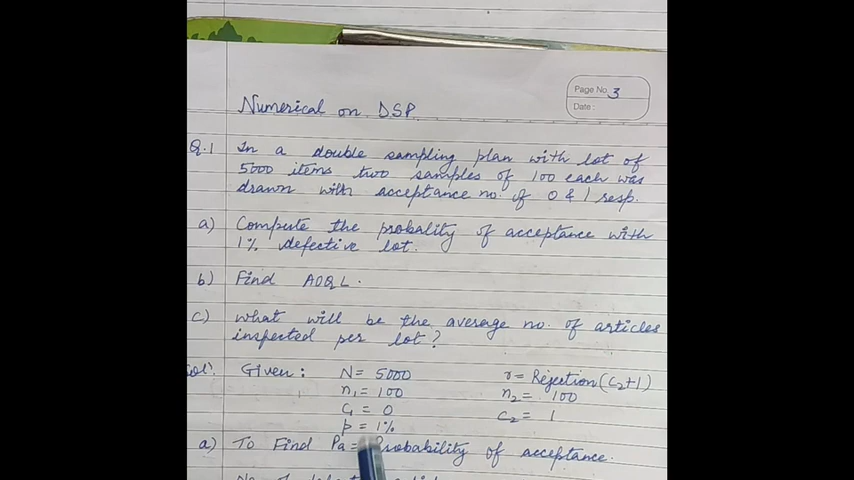 Page No. 3
Date:
Numerical on DSP
Q.1 In a double sampling plan with lot of
5000 items two samples of 100 each was
drawn with acceptance no. of 0 & 1 resp.
a) Compute the probality of acceptance with
1% defective lot.
b) Find AOQL.
c) what will be the average no. of articles
inspected per lot?
Given: N = 5000 r = Rejection (C2+1)
n1 = 100 n2 = 100
C1 = 0 C2 = 1
p = 1%
a) To Find Pa = Probability of acceptance.